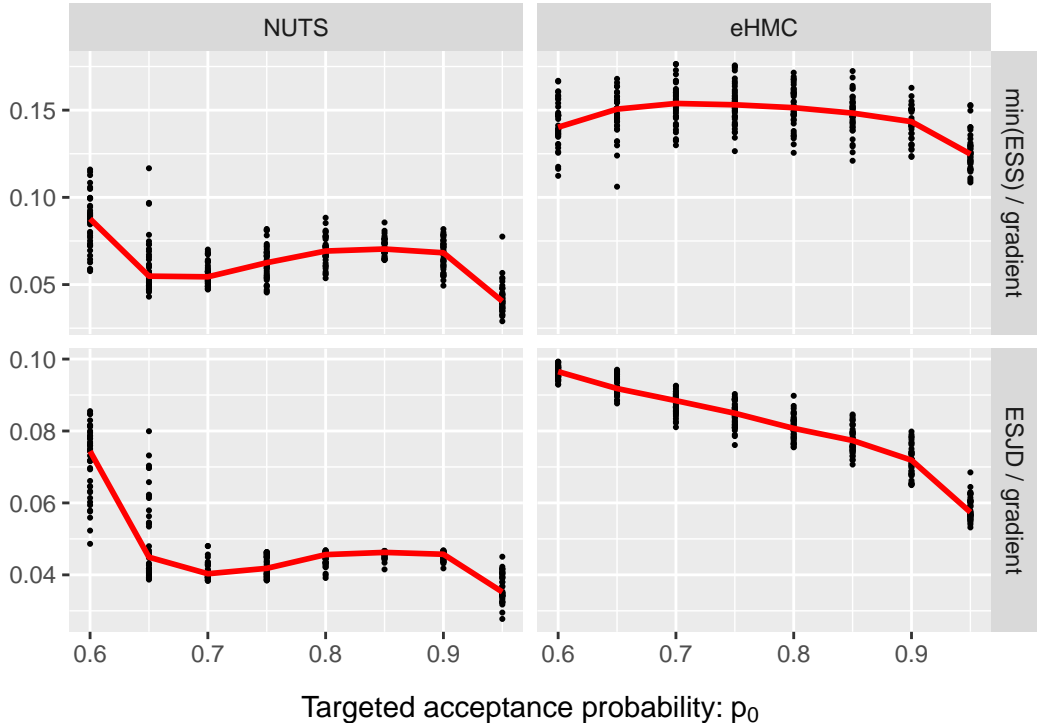 NUTS eHMC
0.15
0.10
0.05
min(ESS) / gradient
0.10
0.08
0.06
0.04
ESJD / gradient
0.6 0.7 0.8 0.9 0.6 0.7 0.8 0.9
Targeted acceptance probability: p₀